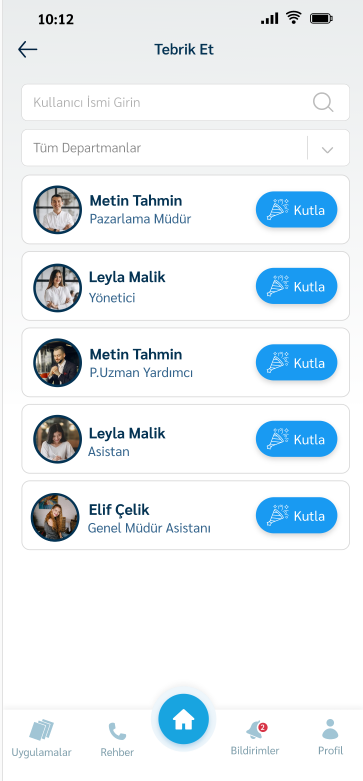 10:12
Tebrik Et
Kullanıcı İsmi Girin
Tüm Departmanlar
Metin Tahmin
Pazarlama Müdür
Kutla
Leyla Malik
Yönetici
Kutla
Metin Tahmin
P.Uzman Yardımcı
Kutla
Leyla Malik
Asistan
Kutla
Elif Çelik
Genel Müdür Asistanı
Kutla
2
Uygulamalar
Rehber
Bildirimler
Profil